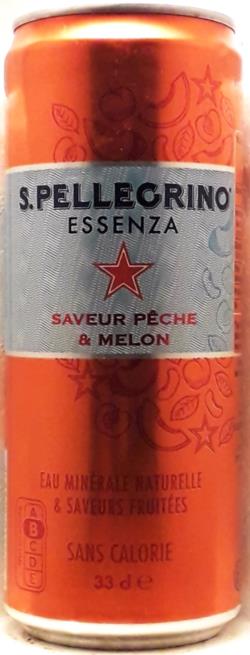 S.PELLEGRINO
ESSENZA
SAVEUR PÊCHE
& MELON
EAU MINÉRALE NATURELLE
& SAVEURS FRUITÉES
A
B
C
D
E
SANS CALORIE
33 cl e